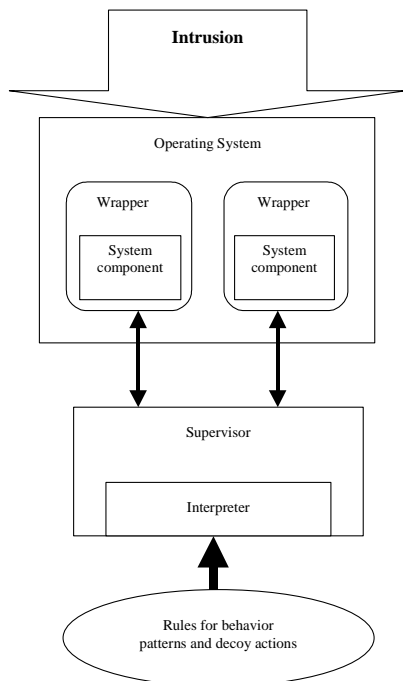 Intrusion
Operating System
Wrapper
Wrapper
System
component
System
component
Supervisor
Interpreter
Rules for behavior
patterns and decoy actions